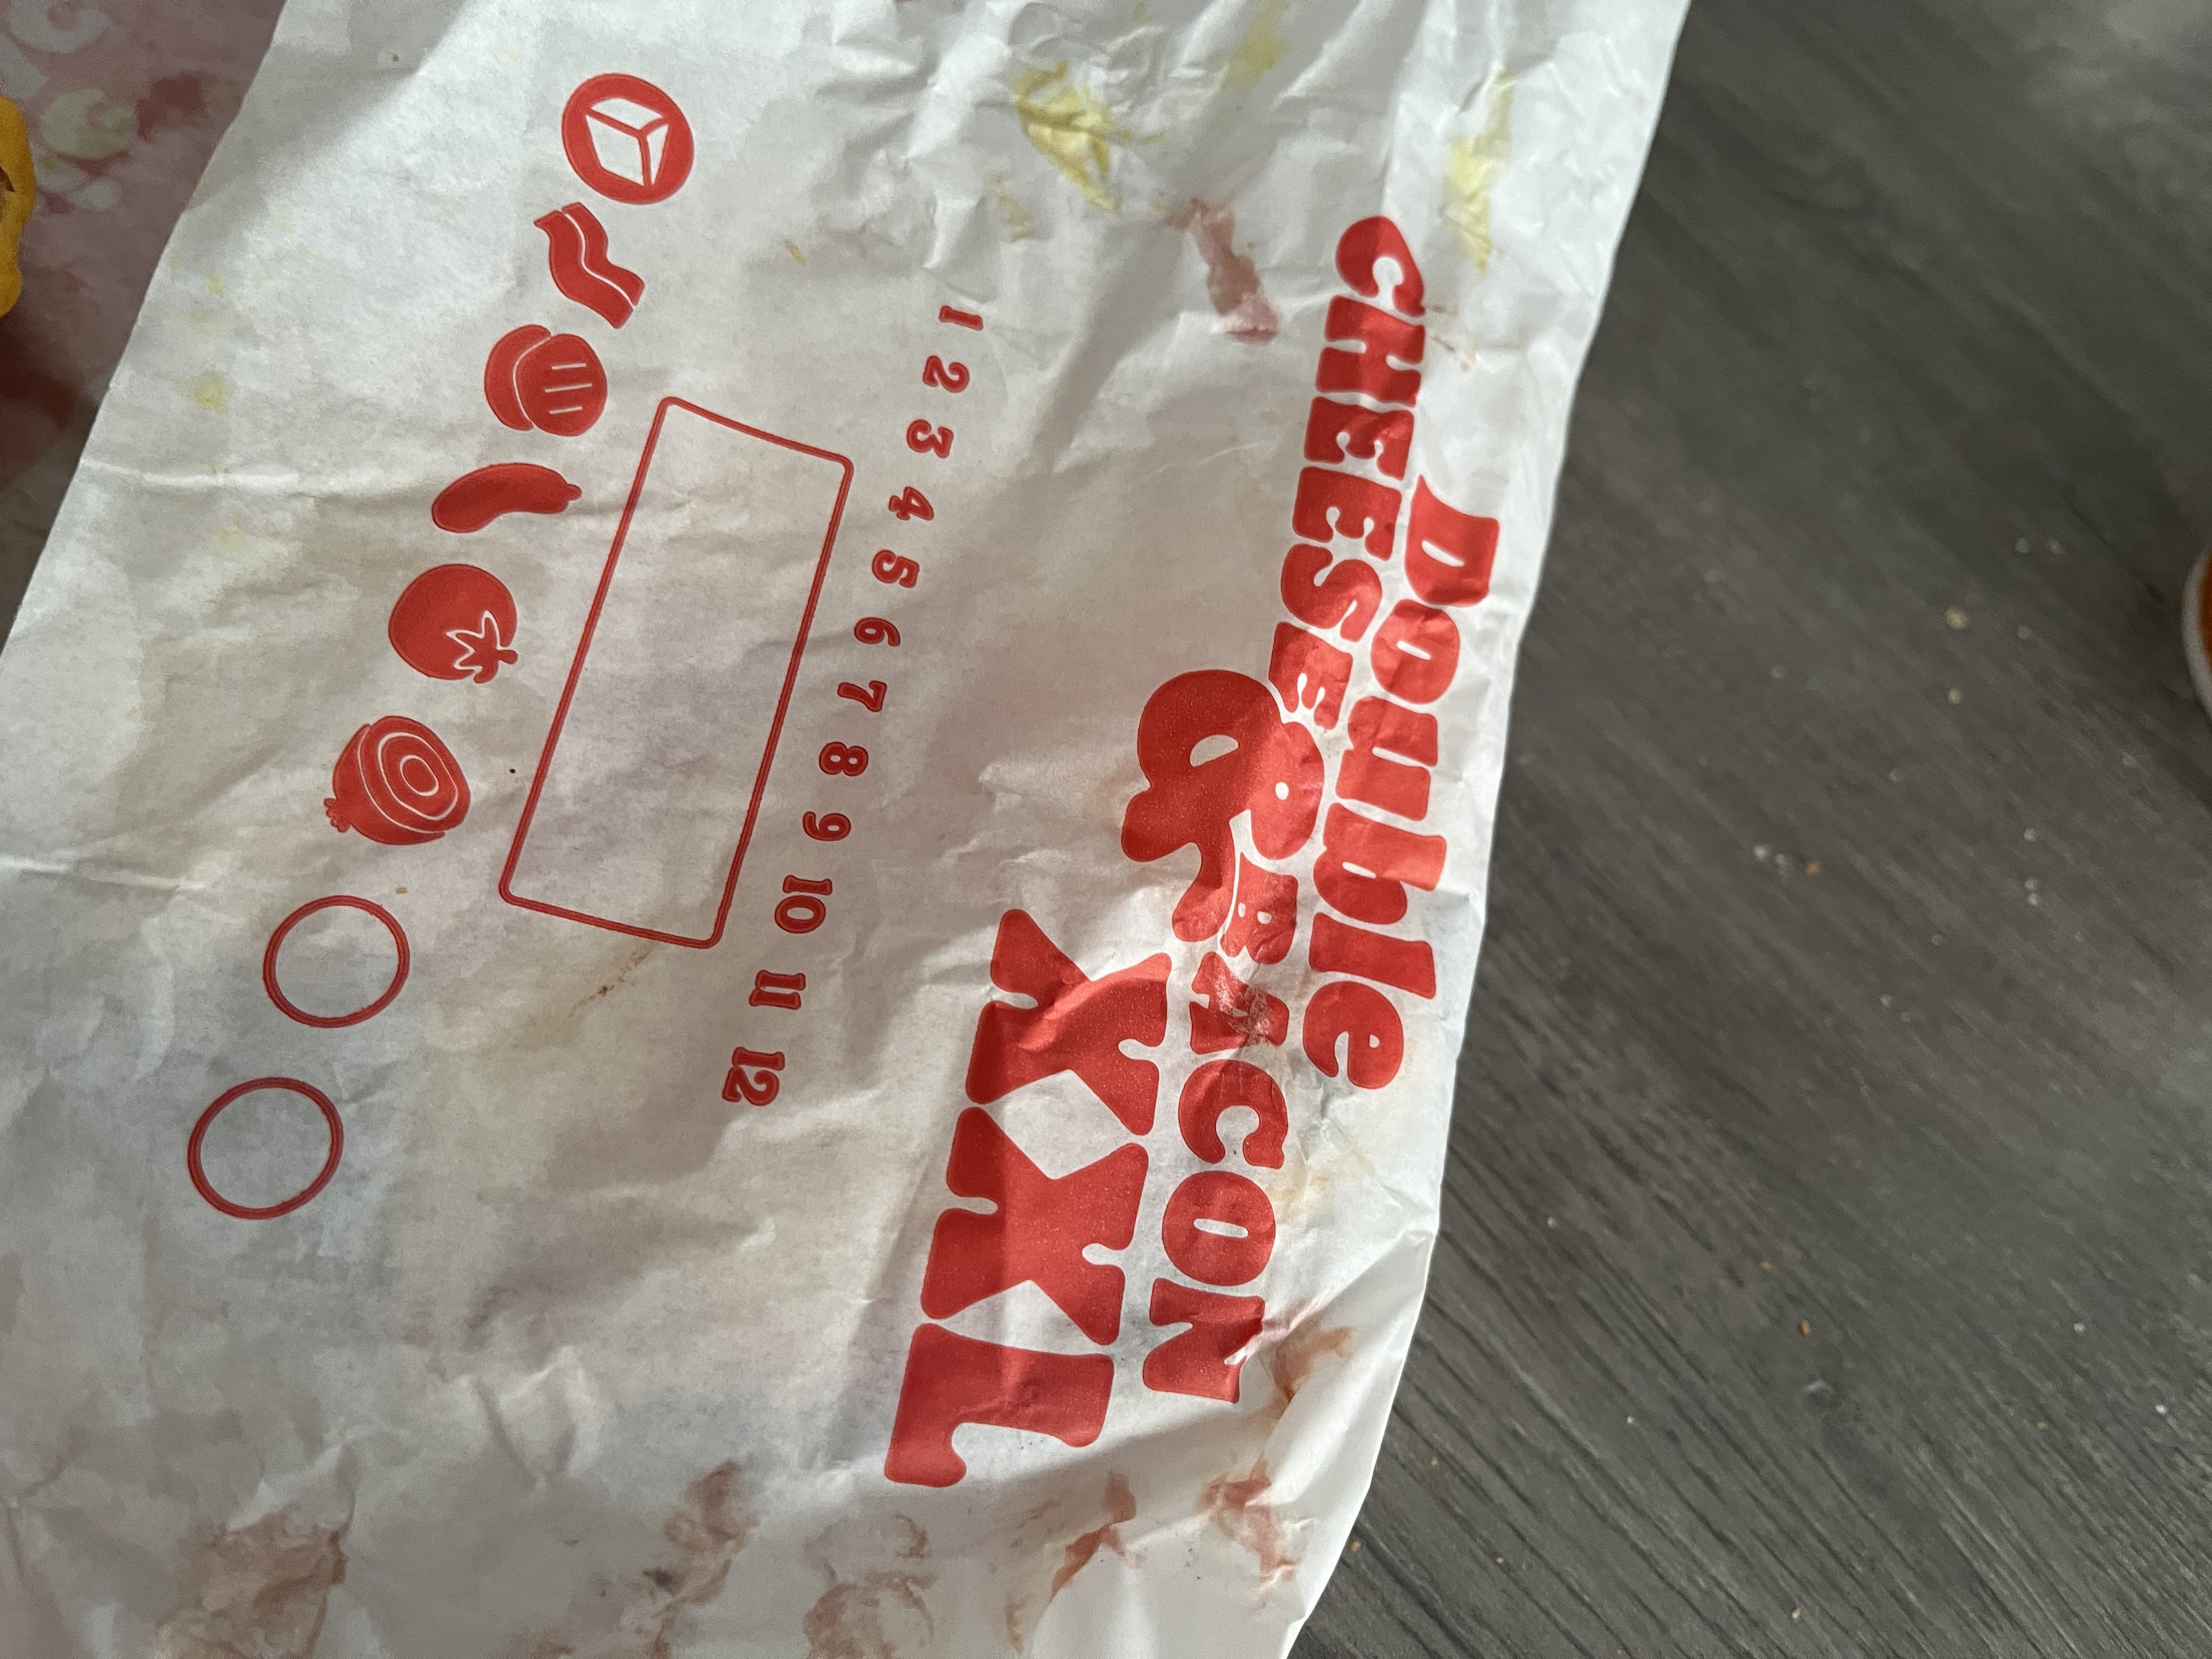 Double
CHEESE
& BACON
XXL
1 2 3 4 5 6 7 8 9 10 11 12